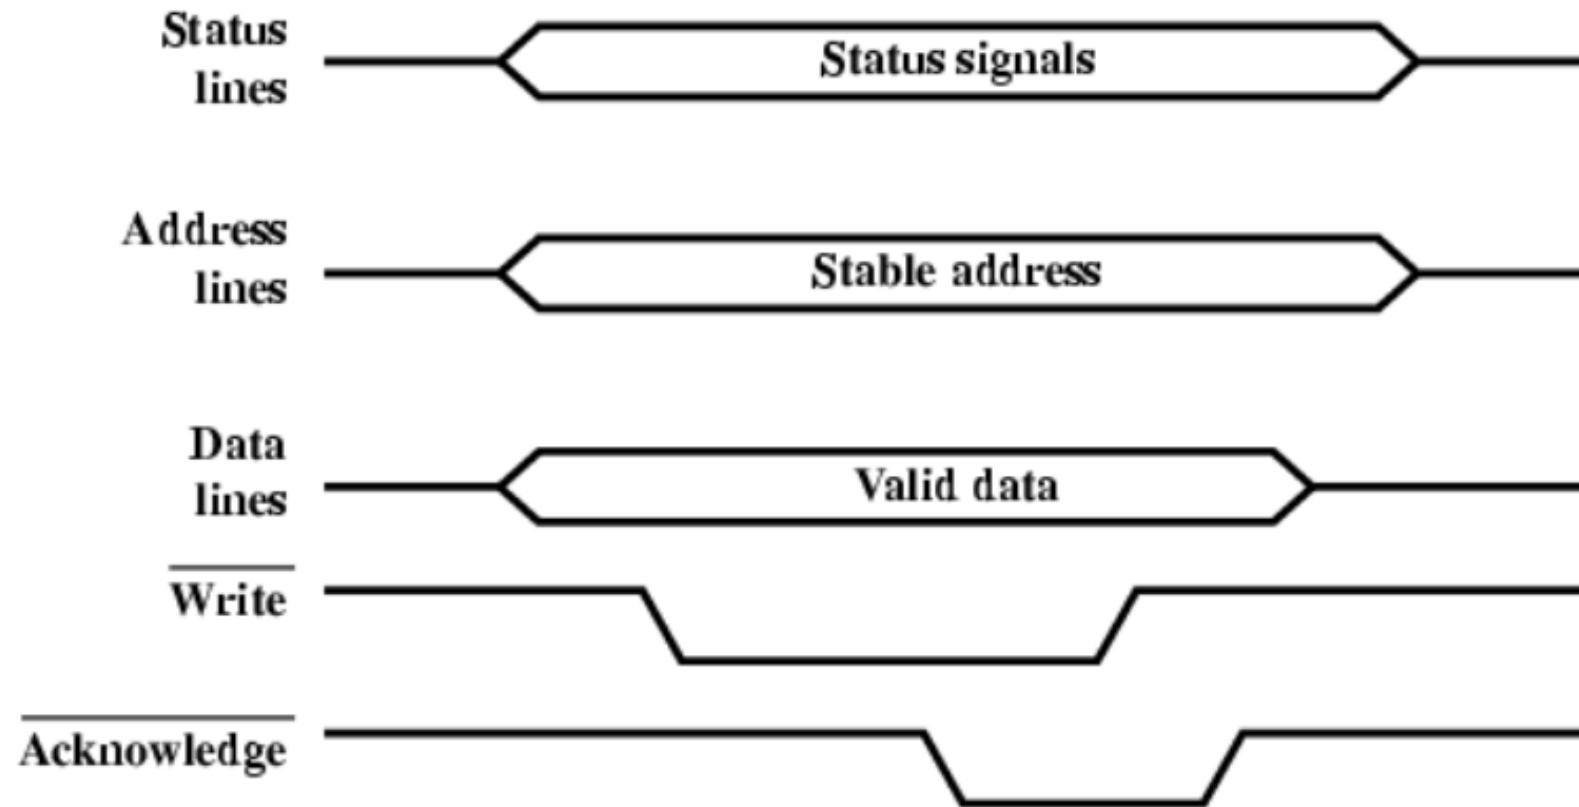 Status
lines
Status signals
Address
lines
Stable address
Data
lines
Valid data
Write
Acknowledge